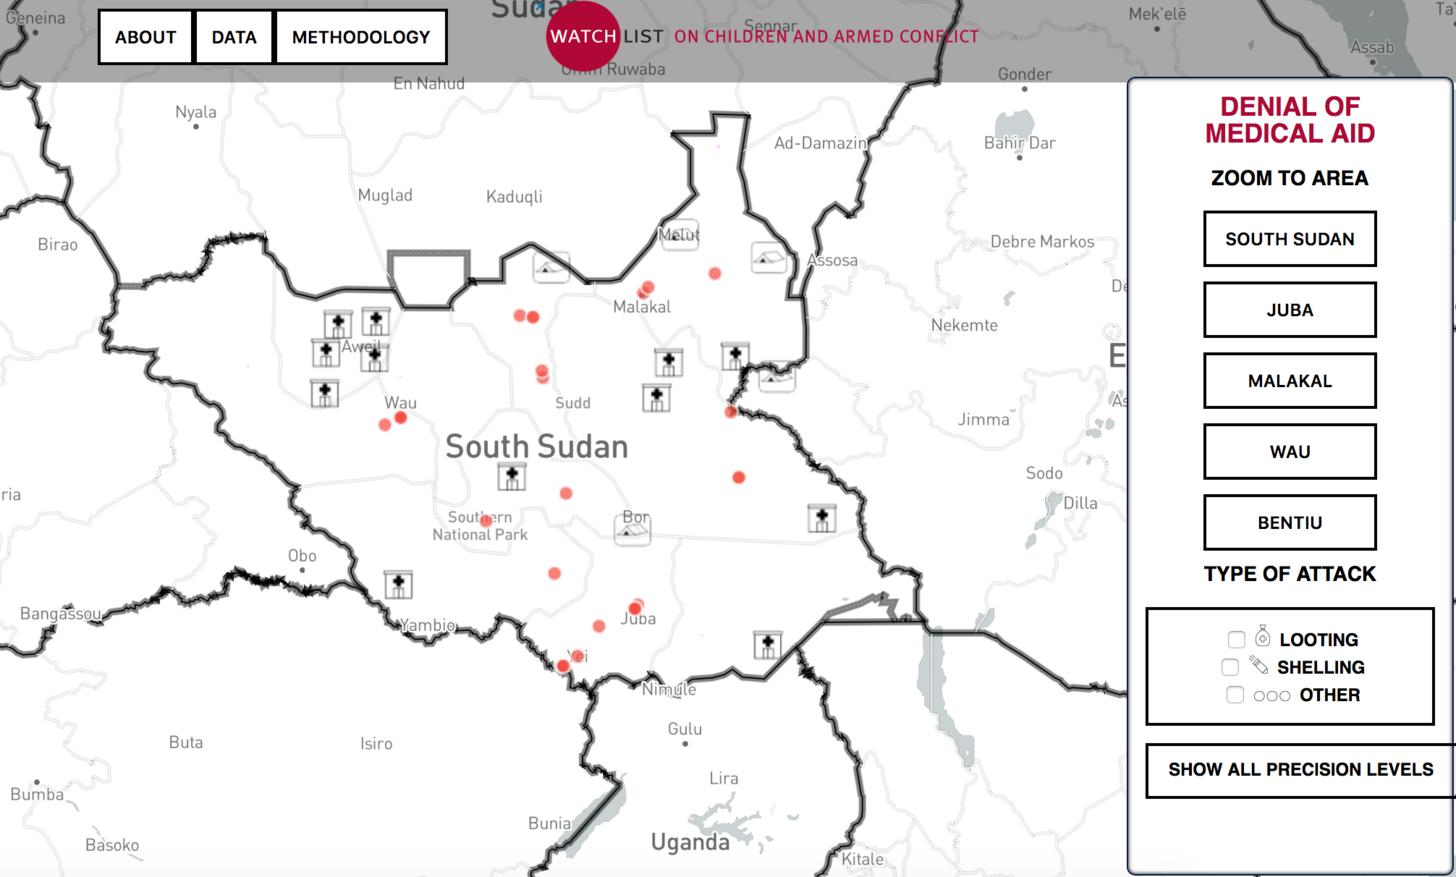 Geneina
Sudan
ABOUT
DATA
METHODOLOGY
WATCH LIST ON CHILDREN AND ARMED CONFLICT
Sennar
Umm Ruwaba
En Nahud
Mek'elē
Assab
Gonder
Nyala
Ad-Damazin
Bahir Dar
Muglad
Kaduqli
Birao
Melut
Debre Markos
Assosa
Malakal
Nekemte
Aweil
Wau
Sudd
Jimma
South Sudan
Sodo
Dilla
Southern
National Park
Bor
Obo
Bangassou
Yambio
Juba
Yei
Nimule
Gulu
Buta
Isiro
Lira
Bumba
Bunia
Basoko
Uganda
Kitale
DENIAL OF
MEDICAL AID
ZOOM TO AREA
SOUTH SUDAN
JUBA
MALAKAL
WAU
BENTIU
TYPE OF ATTACK
LOOTING
SHELLING
OTHER
SHOW ALL PRECISION LEVELS